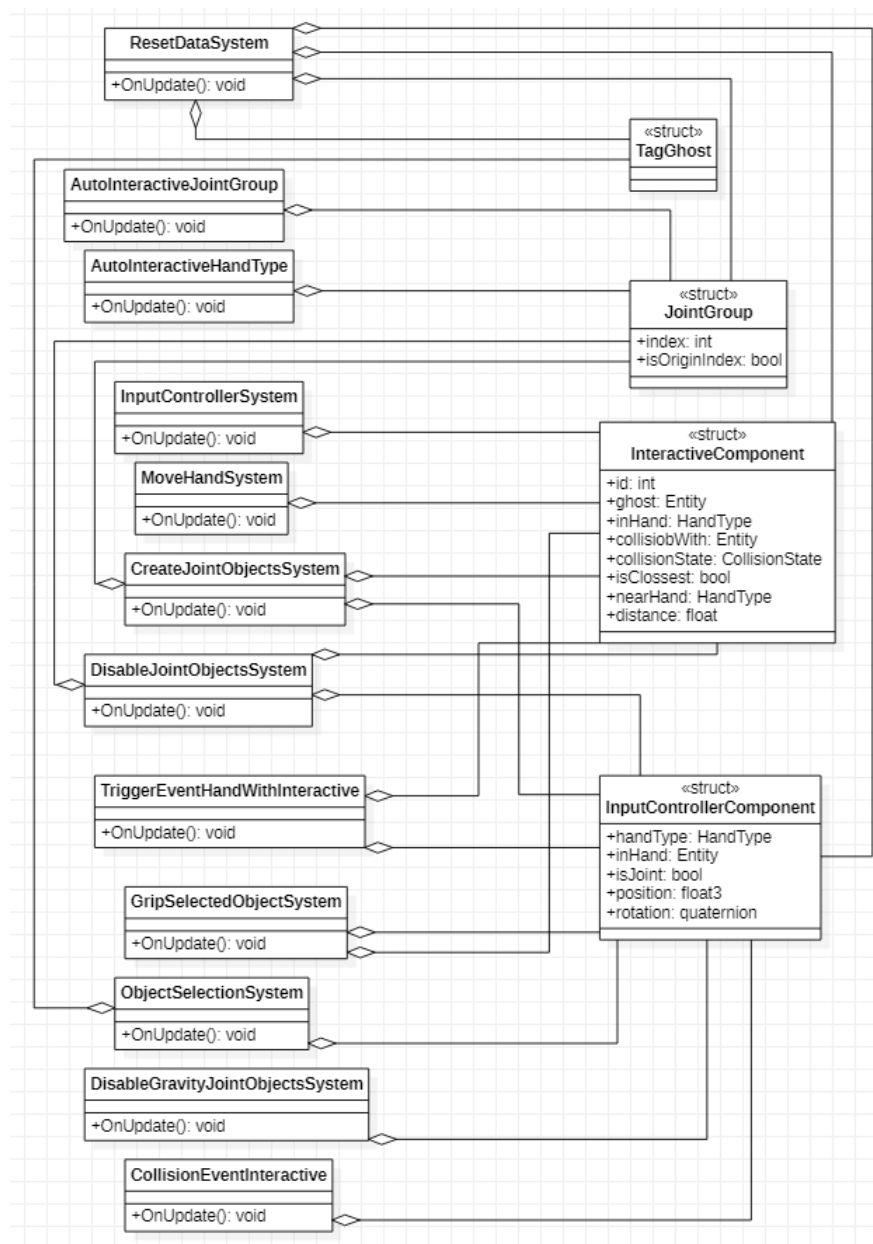 ResetDataSystem
+OnUpdate(): void
«struct»
TagGhost
AutoInteractiveJointGroup
+OnUpdate(): void
AutoInteractiveHandType
+OnUpdate(): void
«struct»
JointGroup
+index: int
+isOriginIndex: bool
InputControllerSystem
+OnUpdate(): void
MoveHandSystem
+OnUpdate(): void
«struct»
InteractiveComponent
+id: int
+ghost: Entity
+inHand: HandType
+collisiobWith: Entity
+collisionState: CollisionState
+isClossest: bool
+nearHand: HandType
+distance: float
CreateJointObjectsSystem
+OnUpdate(): void
DisableJointObjectsSystem
+OnUpdate(): void
TriggerEventHandWithInteractive
+OnUpdate(): void
«struct»
InputControllerComponent
+handType: HandType
+inHand: Entity
+isJoint: bool
+position: float3
+rotation: quaternion
GripSelectedObjectSystem
+OnUpdate(): void
ObjectSelectionSystem
+OnUpdate(): void
DisableGravityJointObjectsSystem
+OnUpdate(): void
CollisionEventInteractive
+OnUpdate(): void